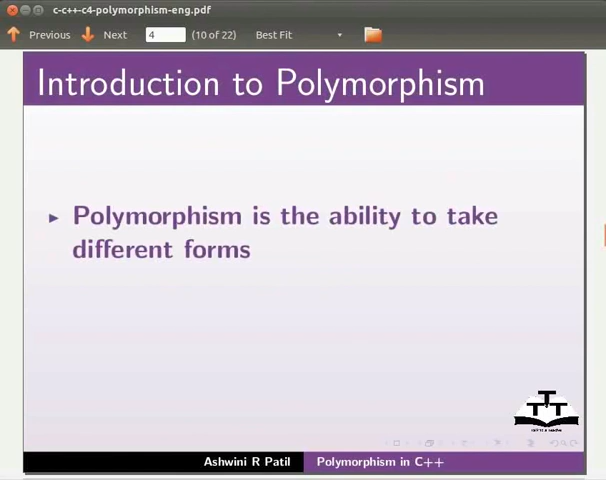 c-c++-c4-polymorphism-eng.pdf
Previous Next 4 (10 of 22) Best Fit
Introduction to Polymorphism
Polymorphism is the ability to take
different forms
Ashwini R Patil Polymorphism in C++